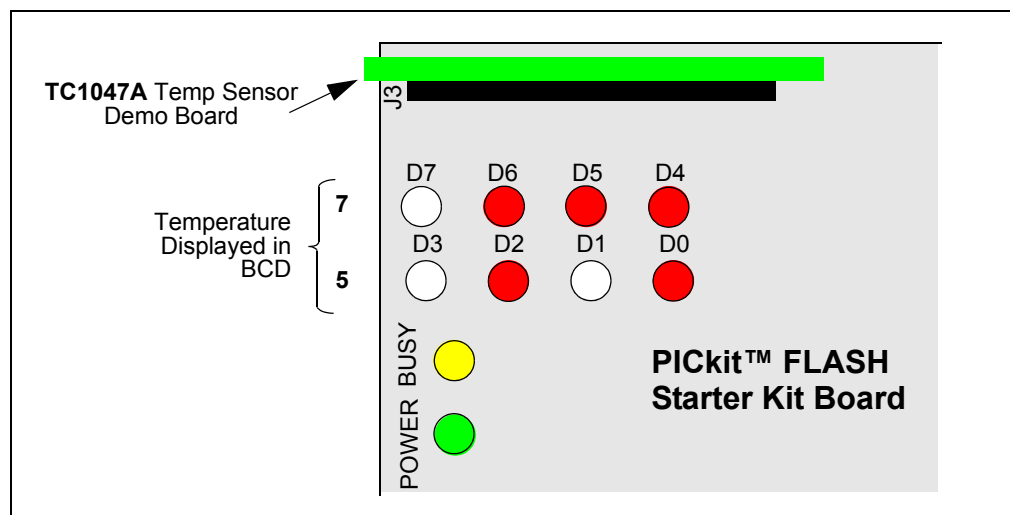 TC1047A Temp Sensor
Demo Board
J3
D7 D6 D5 D4
7
D3 D2 D1 D0
5
Temperature
Displayed in
BCD
BUSY
POWER
PICkit™ FLASH
Starter Kit Board